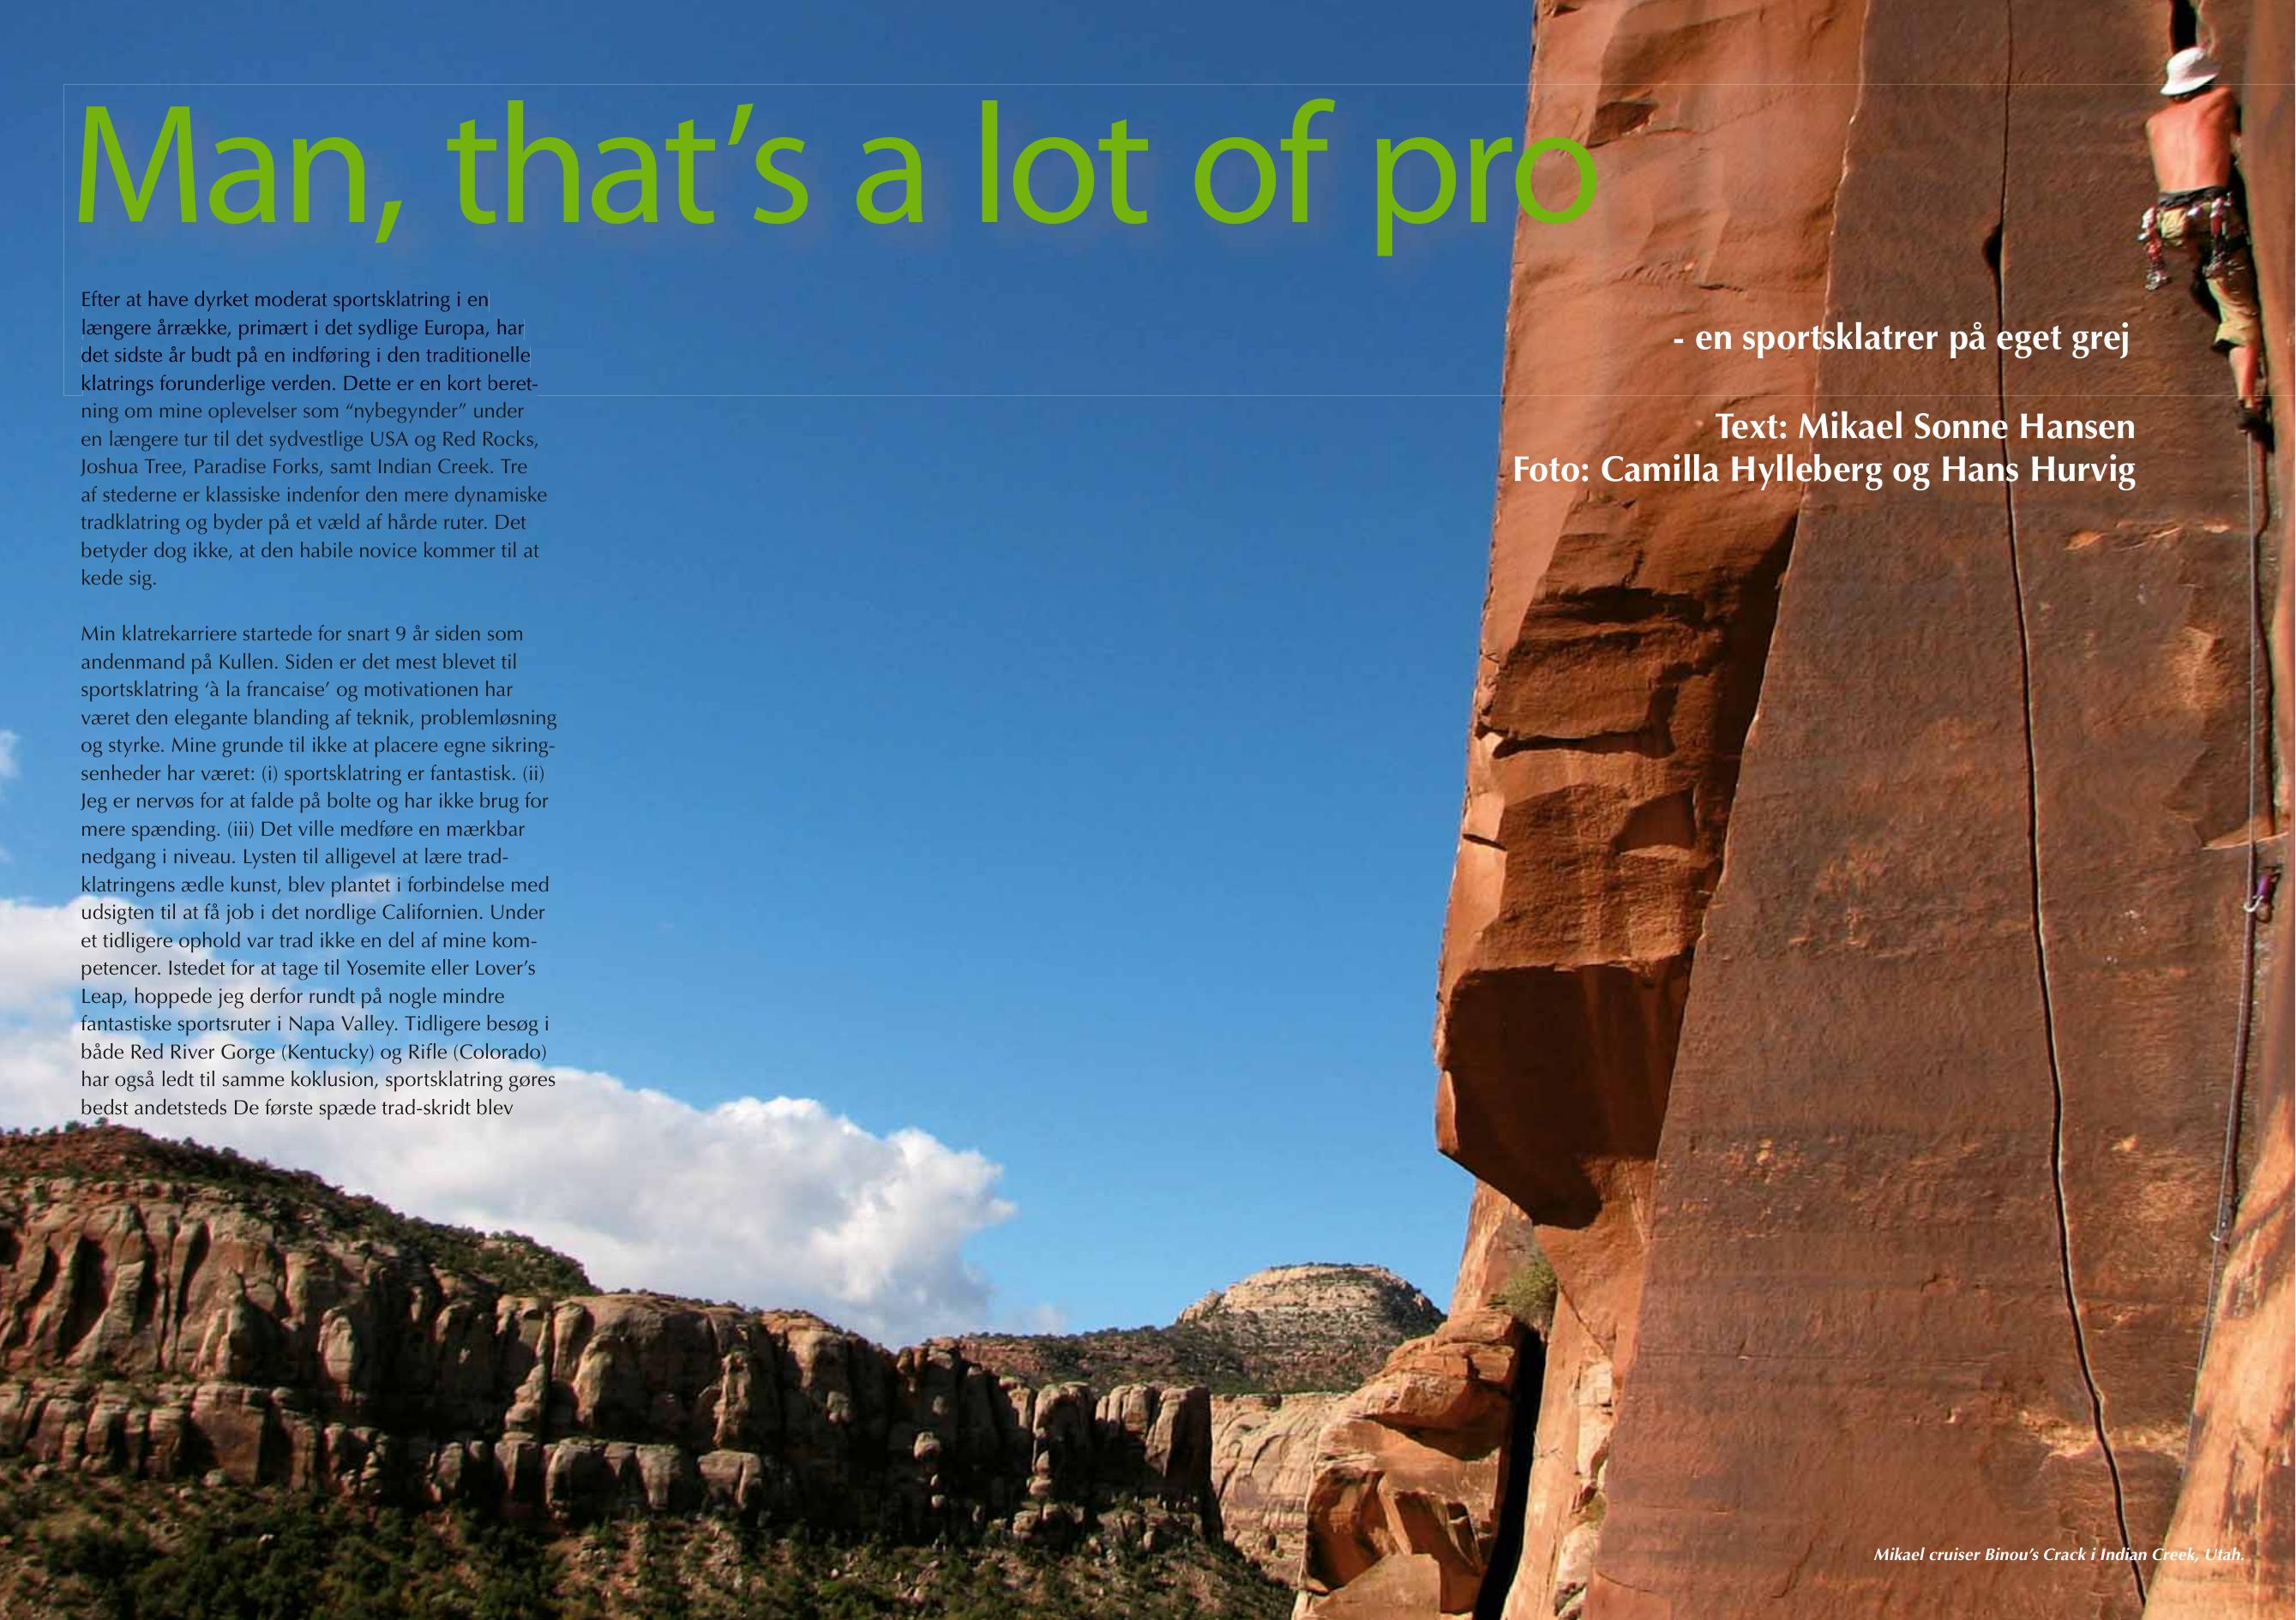 Man, that’s a lot of pro
- en sportsklatrer på eget grej
Text: Mikael Sonne Hansen
Foto: Camilla Hylleberg og Hans Hurvig
Efter at have dyrket moderat sportsklatring i en
længere årrække, primært i det sydlige Europa, har
det sidste år budt på en indføring i den traditionelle
klatrings forunderlige verden. Dette er en kort beret-
ning om mine oplevelser som “nybegynder” under
en længere tur til det sydvestlige USA og Red Rocks,
Joshua Tree, Paradise Forks, samt Indian Creek. Tre
af stederne er klassiske indenfor den mere dynamiske
tradklatring og byder på et væld af hårde ruter. Det
betyder dog ikke, at den habile novice kommer til at
kede sig.
Min klatrekarriere startede for snart 9 år siden som
andenmand på Kullen. Siden er det mest blevet til
sportsklatring ‘à la francaise’ og motivationen har
været den elegante blanding af teknik, problemløsning
og styrke. Mine grunde til ikke at placere egne sikring-
senheder har været: (i) sportsklatring er fantastisk. (ii)
Jeg er nervøs for at falde på bolte og har ikke brug for
mere spænding. (iii) Det ville medføre en mærkbar
nedgang i niveau. Lysten til alligevel at lære trad-
klatringens ædle kunst, blev plantet i forbindelse med
udsigten til at få job i det nordlige Californien. Under
et tidligere ophold var trad ikke en del af mine kom-
petencer. Istedet for at tage til Yosemite eller Lover’s
Leap, hoppede jeg derfor rundt på nogle mindre
fantastiske sportsruter i Napa Valley. Tidligere besøg i
både Red River Gorge (Kentucky) og Rifle (Colorado)
har også ledt til samme koklusion, sportsklatring gøres
bedst andetsteds De første spæde trad-skridt blev
Mikael cruiser Binou’s Crack i Indian Creek, Utah.